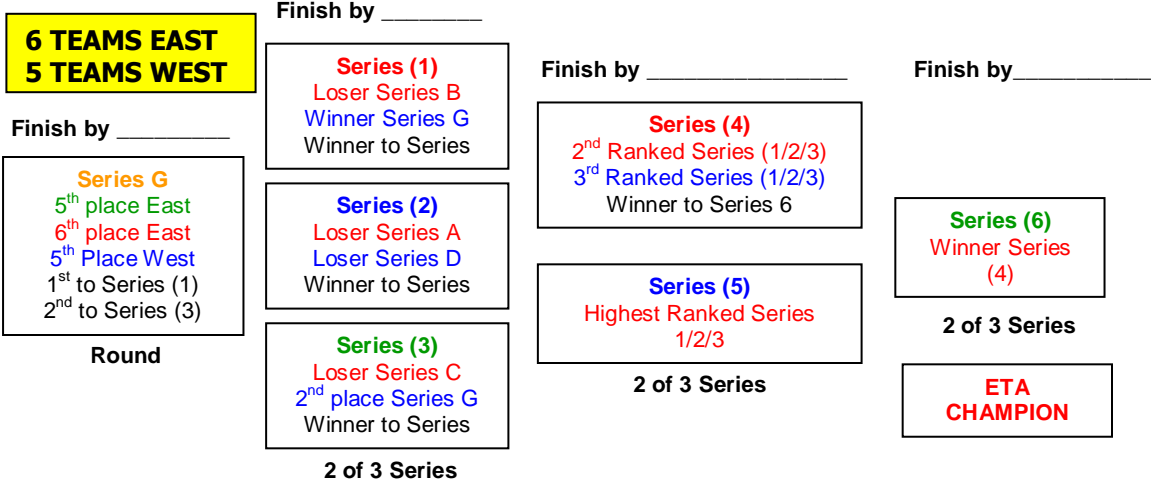 6 TEAMS EAST
5 TEAMS WEST
Finish by _________
Series G
5th place East
6th place East
5th Place West
1st to Series (1)
2nd to Series (3)
Round
Finish by ________
Series (1)
Loser Series B
Winner Series G
Winner to Series
Series (2)
Loser Series A
Loser Series D
Winner to Series
Series (3)
Loser Series C
2nd place Series G
Winner to Series
2 of 3 Series
Finish by ________________
Series (4)
2nd Ranked Series (1/2/3)
3rd Ranked Series (1/2/3)
Winner to Series 6
Series (5)
Highest Ranked Series
1/2/3
2 of 3 Series
Finish by___________
Series (6)
Winner Series
(4)
2 of 3 Series
ETA
CHAMPION